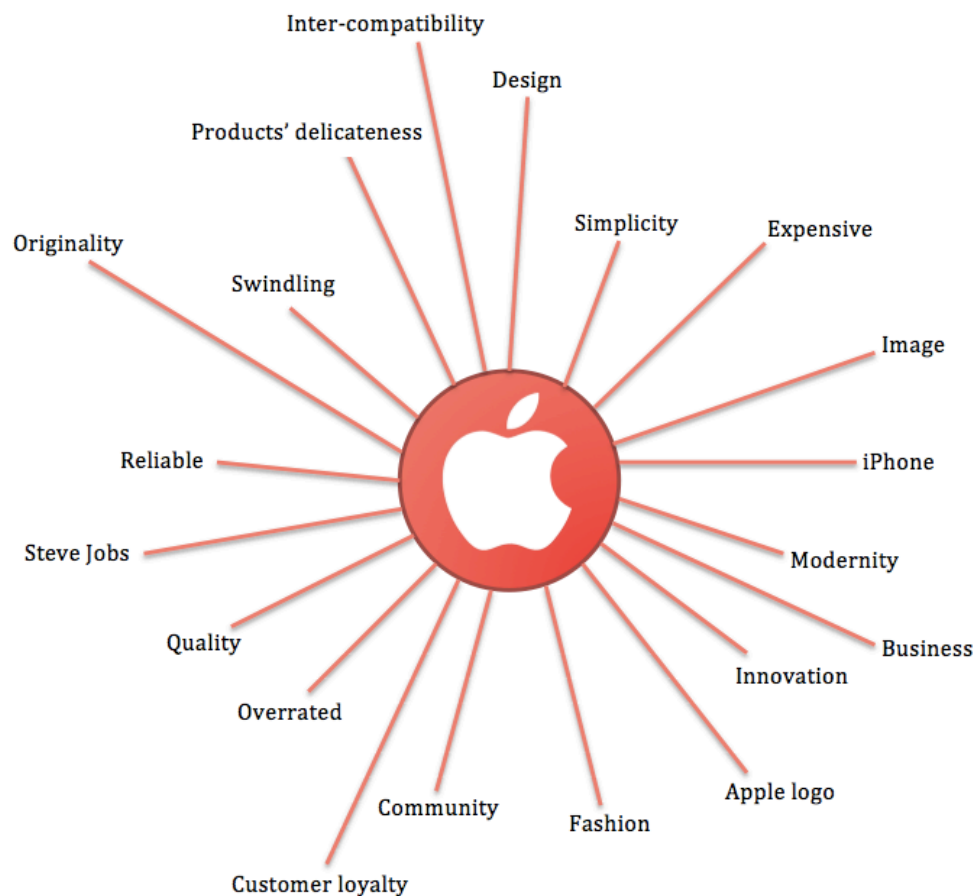 Inter-compatibility
Design
Products’ delicateness
Simplicity
Expensive
Originality
Swindling
Image
Reliable
iPhone
Steve Jobs
Modernity
Quality
Business
Innovation
Overrated
Apple logo
Community
Fashion
Customer loyalty